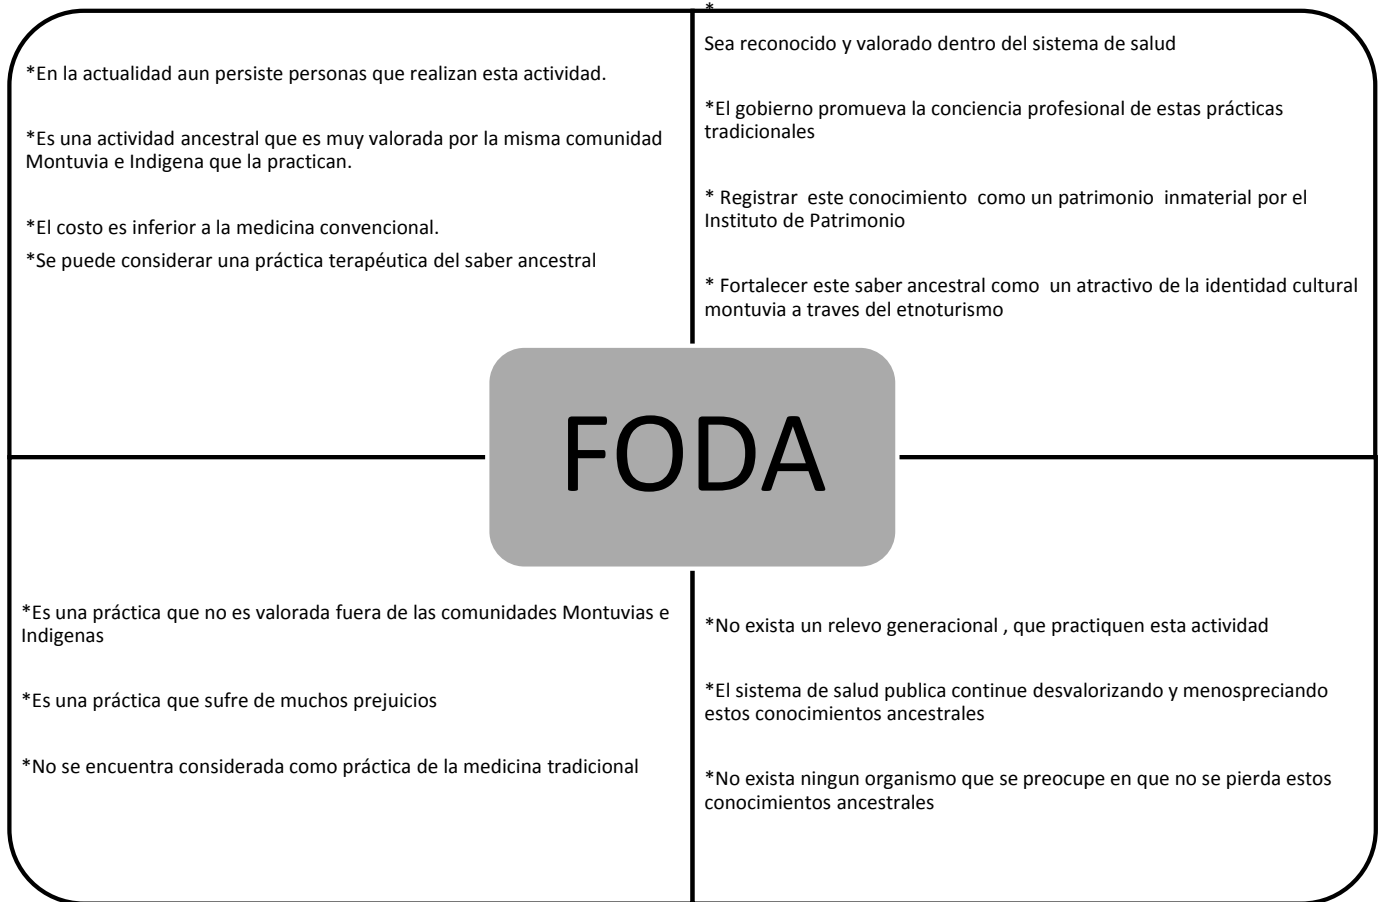 *En la actualidad aun persiste personas que realizan esta actividad.
*Es una actividad ancestral que es muy valorada por la misma comunidad
Montuvia e Indigena que la practican.
*El costo es inferior a la medicina convencional.
*Se puede considerar una práctica terapéutica del saber ancestral
*
Sea reconocido y valorado dentro del sistema de salud
*El gobierno promueva la conciencia profesional de estas prácticas
tradicionales
* Registrar este conocimiento como un patrimonio inmaterial por el
Instituto de Patrimonio
* Fortalecer este saber ancestral como un atractivo de la identidad cultural
montuvia a traves del etnoturismo
FODA
*Es una práctica que no es valorada fuera de las comunidades Montuvias e
Indigenas
*Es una práctica que sufre de muchos prejuicios
*No se encuentra considerada como práctica de la medicina tradicional
*No exista un relevo generacional , que practiquen esta actividad
*El sistema de salud publica continue desvalorizando y menospreciando
estos conocimientos ancestrales
*No exista ningun organismo que se preocupe en que no se pierda estos
conocimientos ancestrales